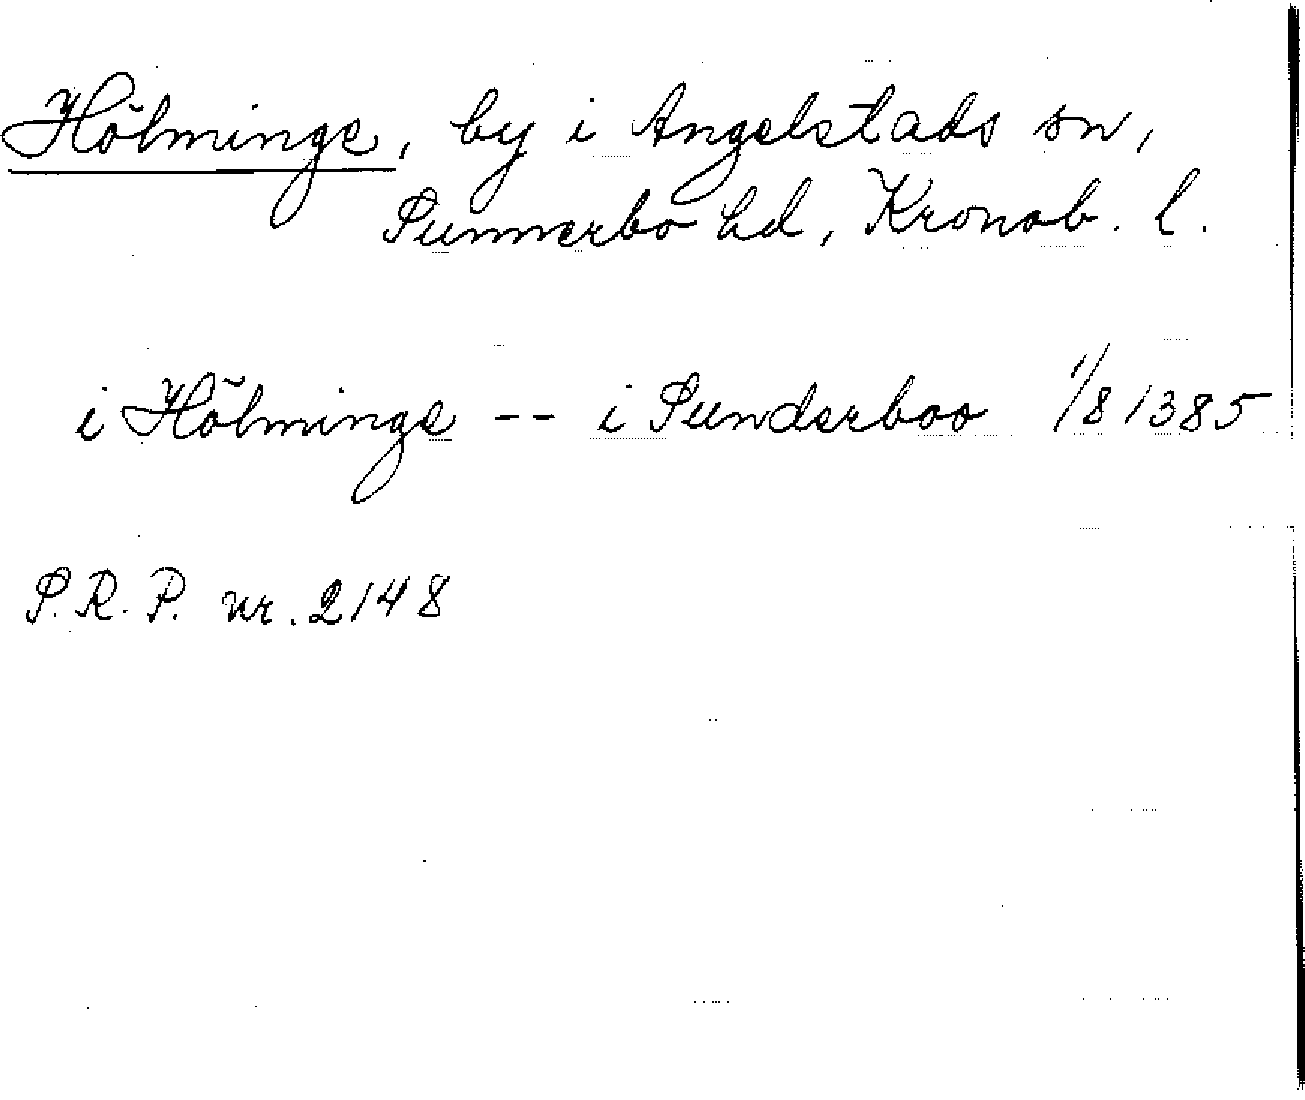 Hölminge, by i Angelstads sn,
Sunnerbo hd, Kronob. l.
i Hölminge -- i Sunderboo 1/8 1385
S.R.P. nr. 2148